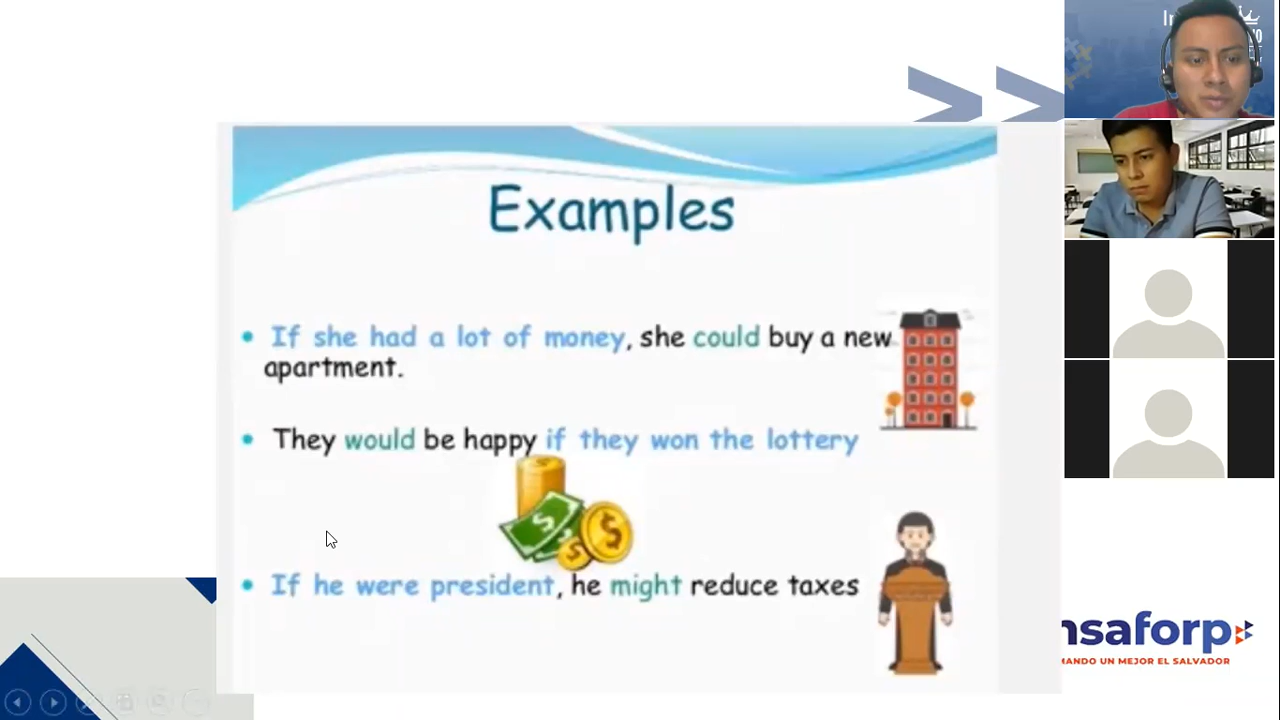 Examples
• If she had a lot of money, she could buy a new
apartment.
• They would be happy if they won the lottery
• If he were president, he might reduce taxes
nsaforp
MANDO UN MEJOR EL SALVADOR